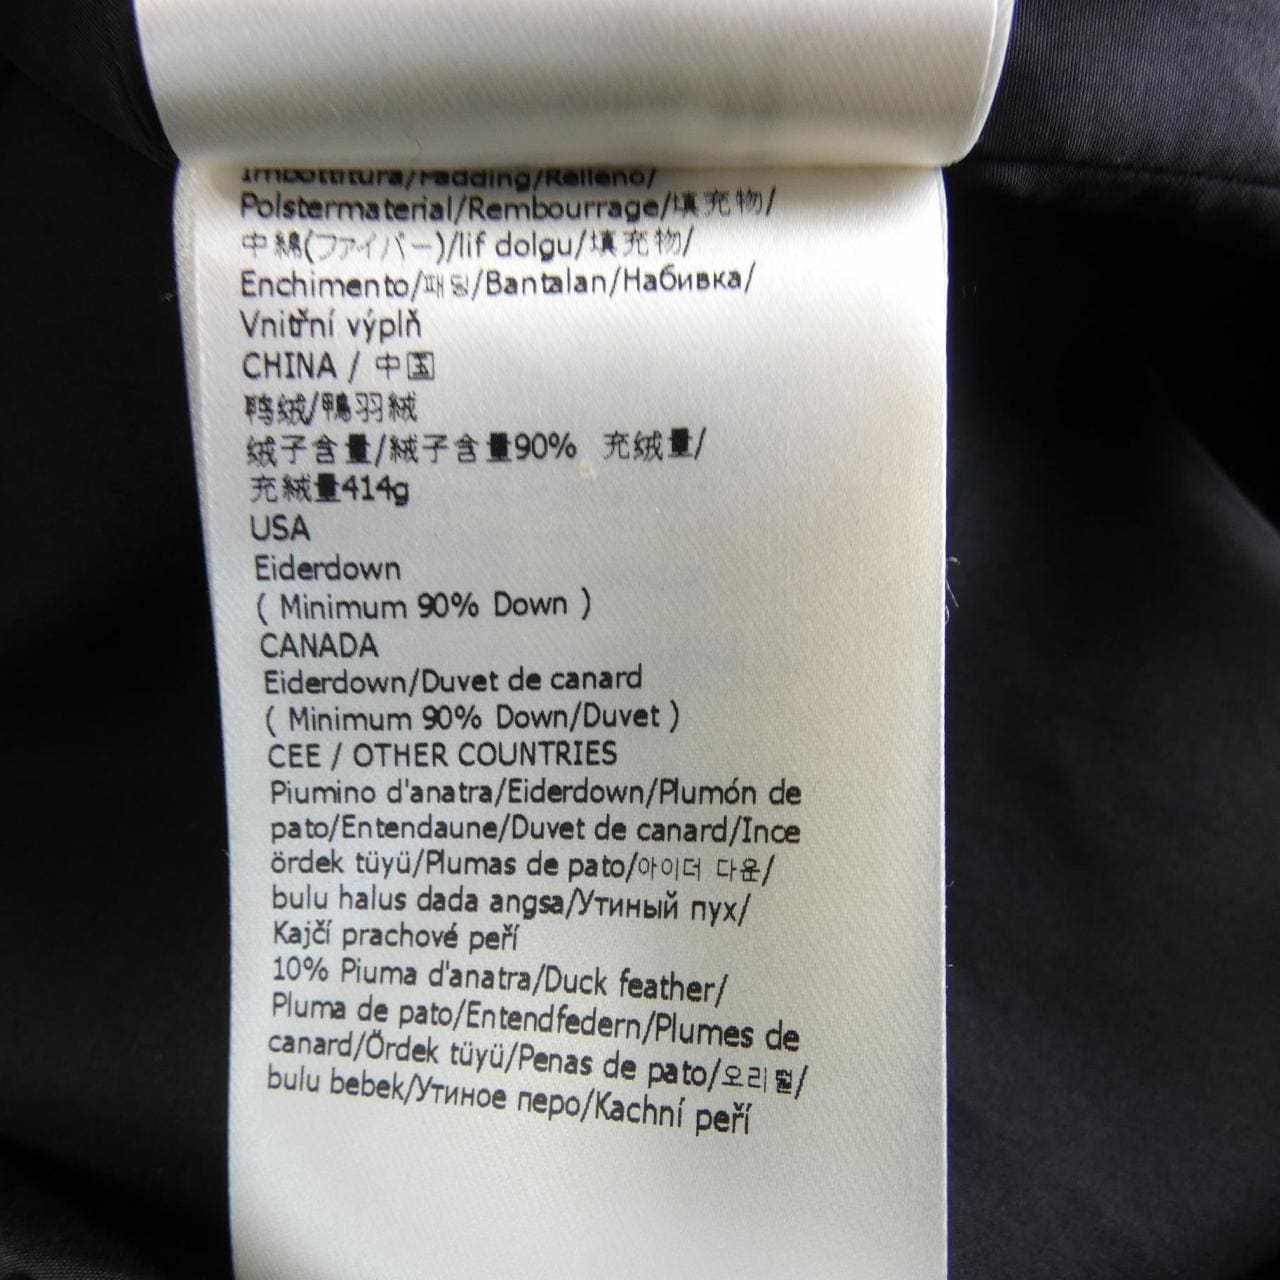 Imbottitura/Padding/Relleno/
Polstermaterial/Rembourrage/填充物/
中綿(ファイバー)/lif dolgu/填充物/
Enchimento/패딩/Bantalan/Набивка/
Vnitřní výplň
CHINA / 中国
鸭绒/鴨羽絨
绒子含量/絨子含量90% 充绒量/
充絨量414g
USA
Eiderdown
( Minimum 90% Down )
CANADA
Eiderdown/Duvet de canard
( Minimum 90% Down/Duvet )
CEE / OTHER COUNTRIES
Piumino d'anatra/Eiderdown/Plumón de
pato/Entendaune/Duvet de canard/Ince
ördek tüyü/Plumas de pato/아이더 다운/
bulu halus dada angsa/Утиный пух/
Kajčí prachové peří
10% Piuma d'anatra/Duck feather/
Pluma de pato/Entendfedern/Plumes de
canard/Ördek tüyü/Penas de pato/오리털/
bulu bebek/Утиное перо/Kachní peří